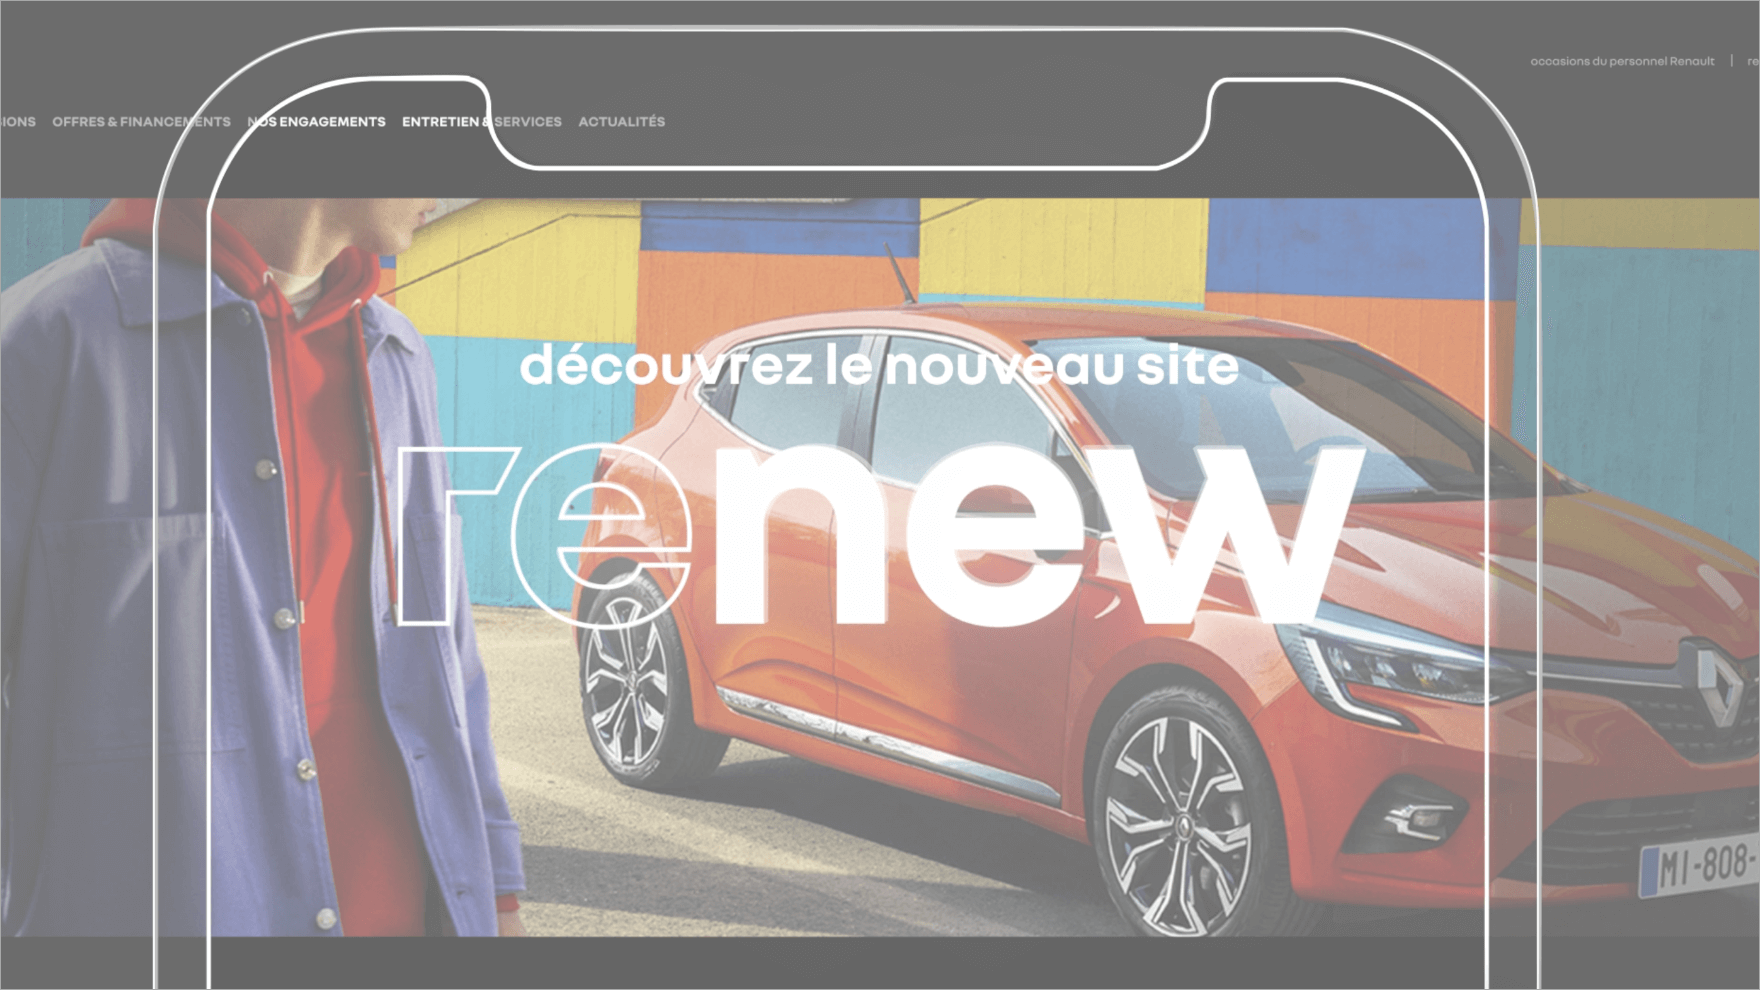 occasions du personnel Renault | re
IONS OFFRES & FINANCEMENTS NOS ENGAGEMENTS ENTRETIEN & SERVICES ACTUALITÉS
découvrez le nouveau site
renew
MI-808-